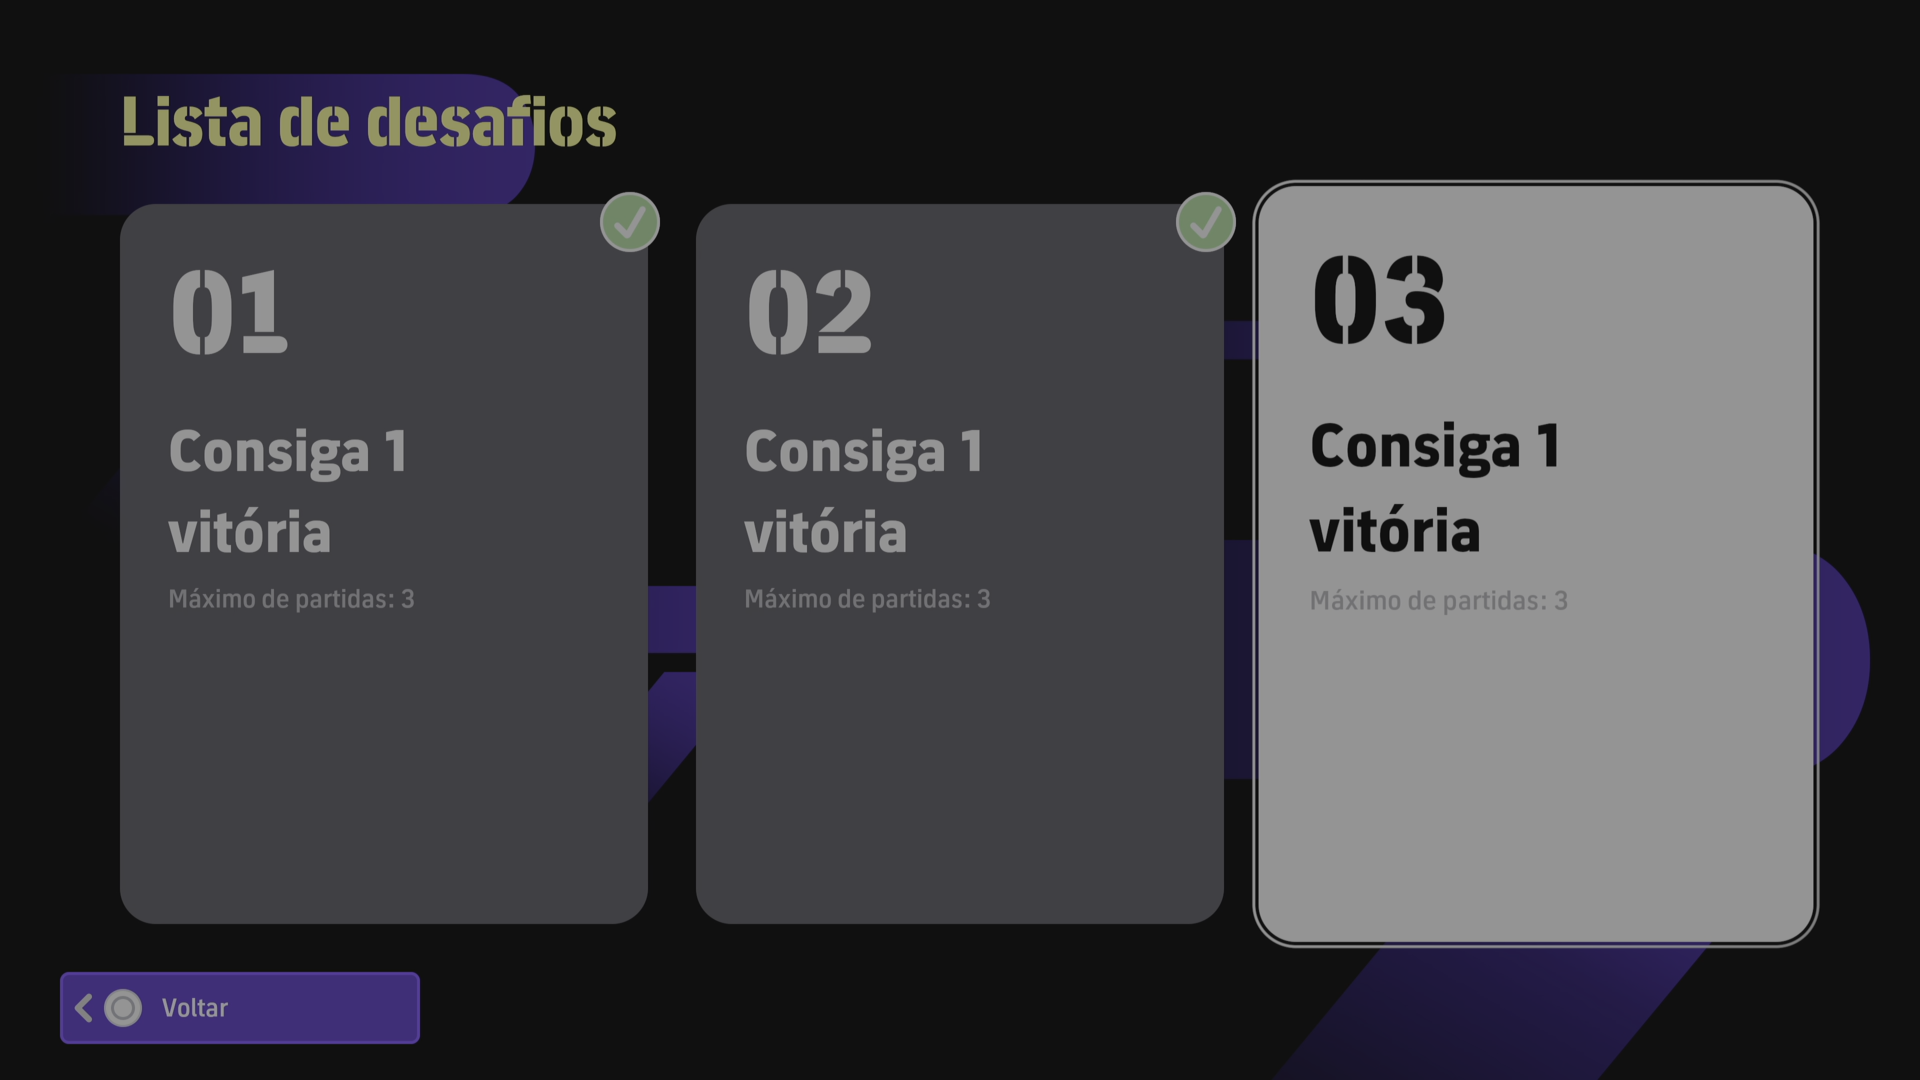 Lista de desafios
01
Consiga 1
vitória
Máximo de partidas: 3
02
Consiga 1
vitória
Máximo de partidas: 3
03
Consiga 1
vitória
Máximo de partidas: 3
Voltar